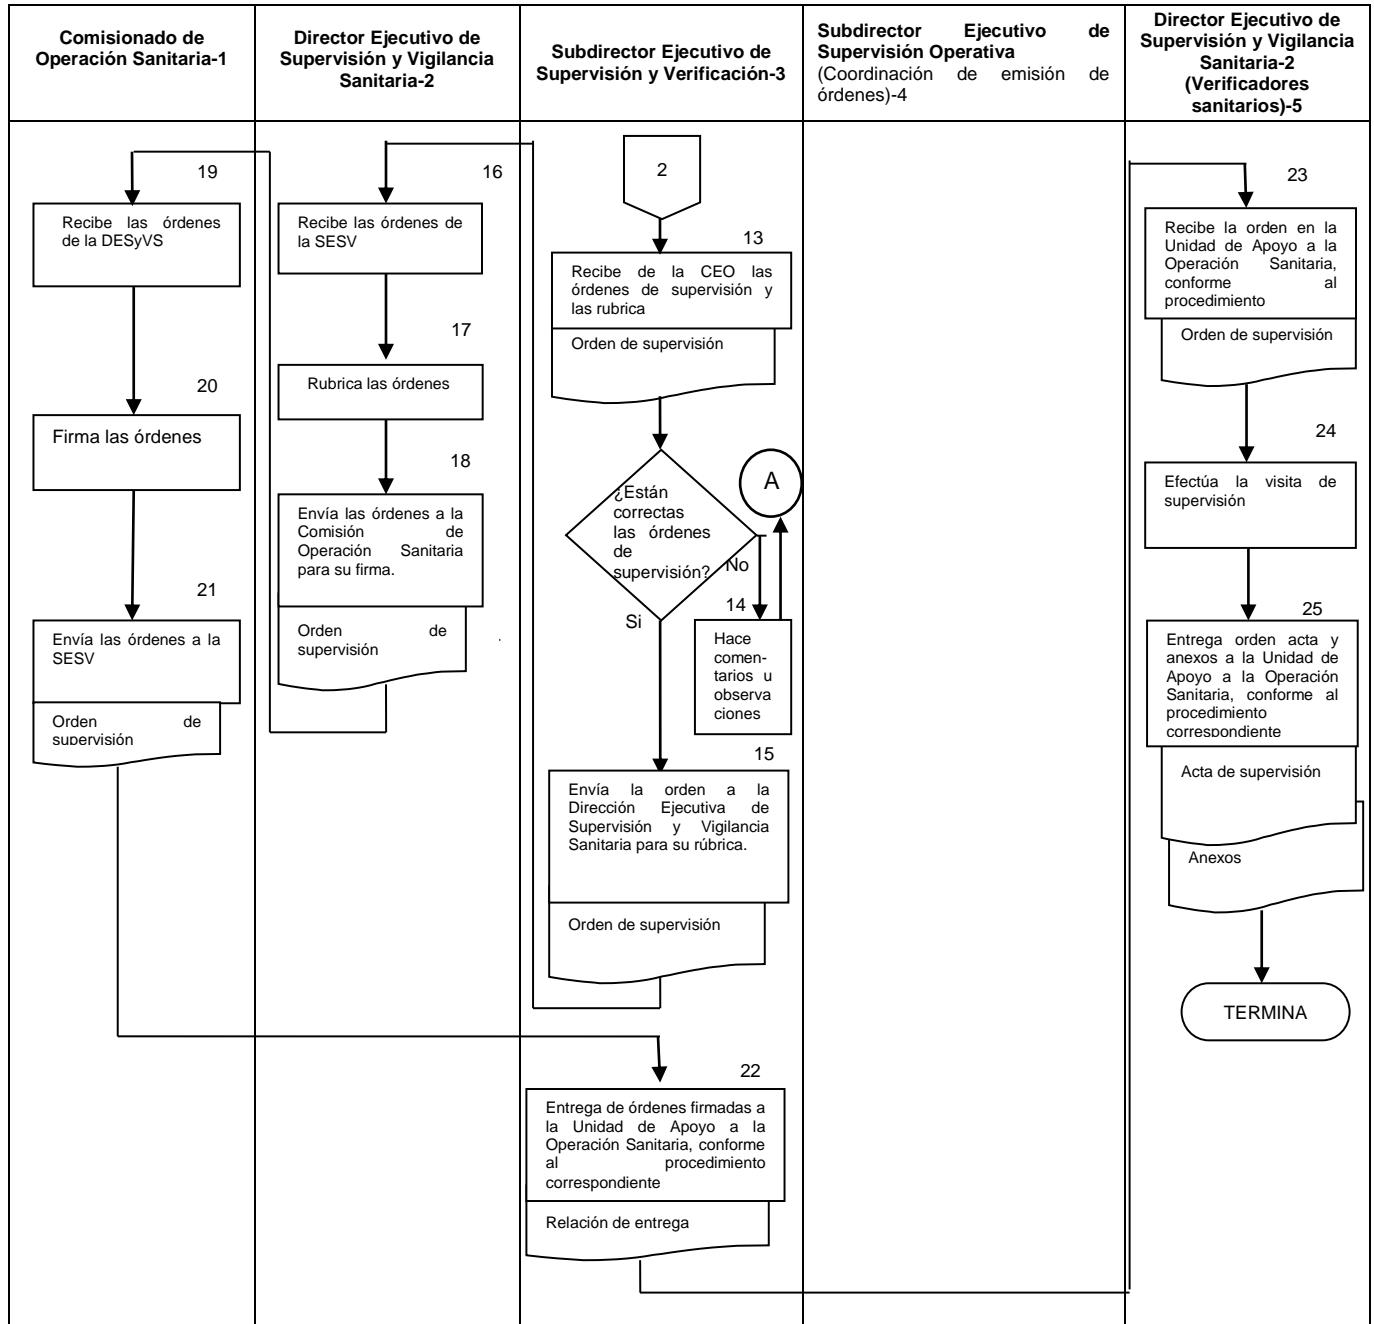 Comisionado de
Operación Sanitaria-1
Director Ejecutivo de
Supervisión y Vigilancia
Sanitaria-2
Subdirector Ejecutivo de
Supervisión y Verificación-3
Subdirector Ejecutivo de
Supervisión Operativa
(Coordinación de emisión de
órdenes)-4
Director Ejecutivo de
Supervisión y Vigilancia
Sanitaria-2
(Verificadores
sanitarios)-5
19
Recibe las órdenes
de la DESyVS
20
Firma las órdenes
21
Envía las órdenes a la
SESV
Orden de
supervisión
16
Recibe las órdenes de
la SESV
17
Rubrica las órdenes
18
Envía las órdenes a la
Comisión de
Operación Sanitaria
para su firma.
Orden de
supervisión
2
13
Recibe de la CEO las
órdenes de supervisión y
las rubrica
Orden de supervisión
¿Están
correctas
las órdenes
de
supervisión?
No
Si
A
14
Hace
comen-
tarios u
observa
ciones
15
Envía la orden a la
Dirección Ejecutiva de
Supervisión y Vigilancia
Sanitaria para su rúbrica.
Orden de supervisión
22
Entrega de órdenes firmadas a
la Unidad de Apoyo a la
Operación Sanitaria, conforme
al procedimiento
correspondiente
Relación de entrega
23
Recibe la orden en la
Unidad de Apoyo a la
Operación Sanitaria,
conforme al
procedimiento
Orden de supervisión
24
Efectúa la visita de
supervisión
25
Entrega orden acta y
anexos a la Unidad de
Apoyo a la Operación
Sanitaria, conforme al
procedimiento
correspondiente
Acta de supervisión
Anexos
TERMINA